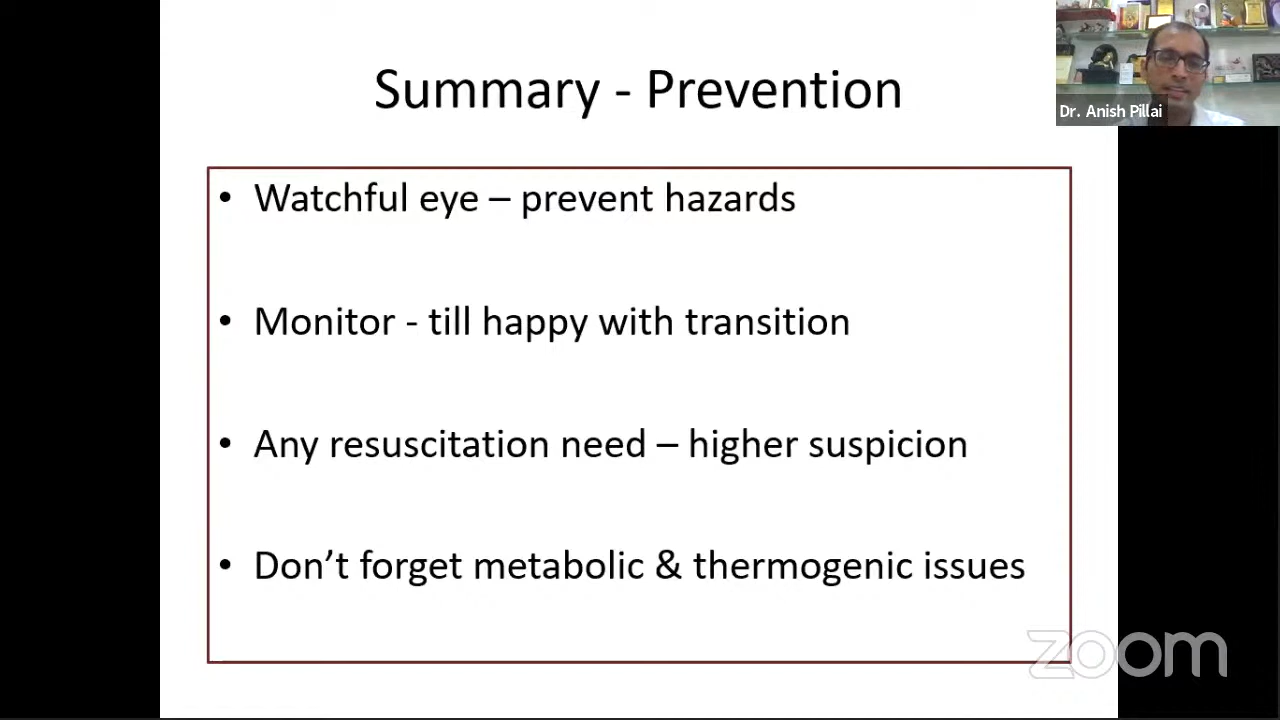 Summary - Prevention
Dr. Anish Pillai
• Watchful eye – prevent hazards
• Monitor - till happy with transition
• Any resuscitation need – higher suspicion
• Don’t forget metabolic & thermogenic issues
zoom